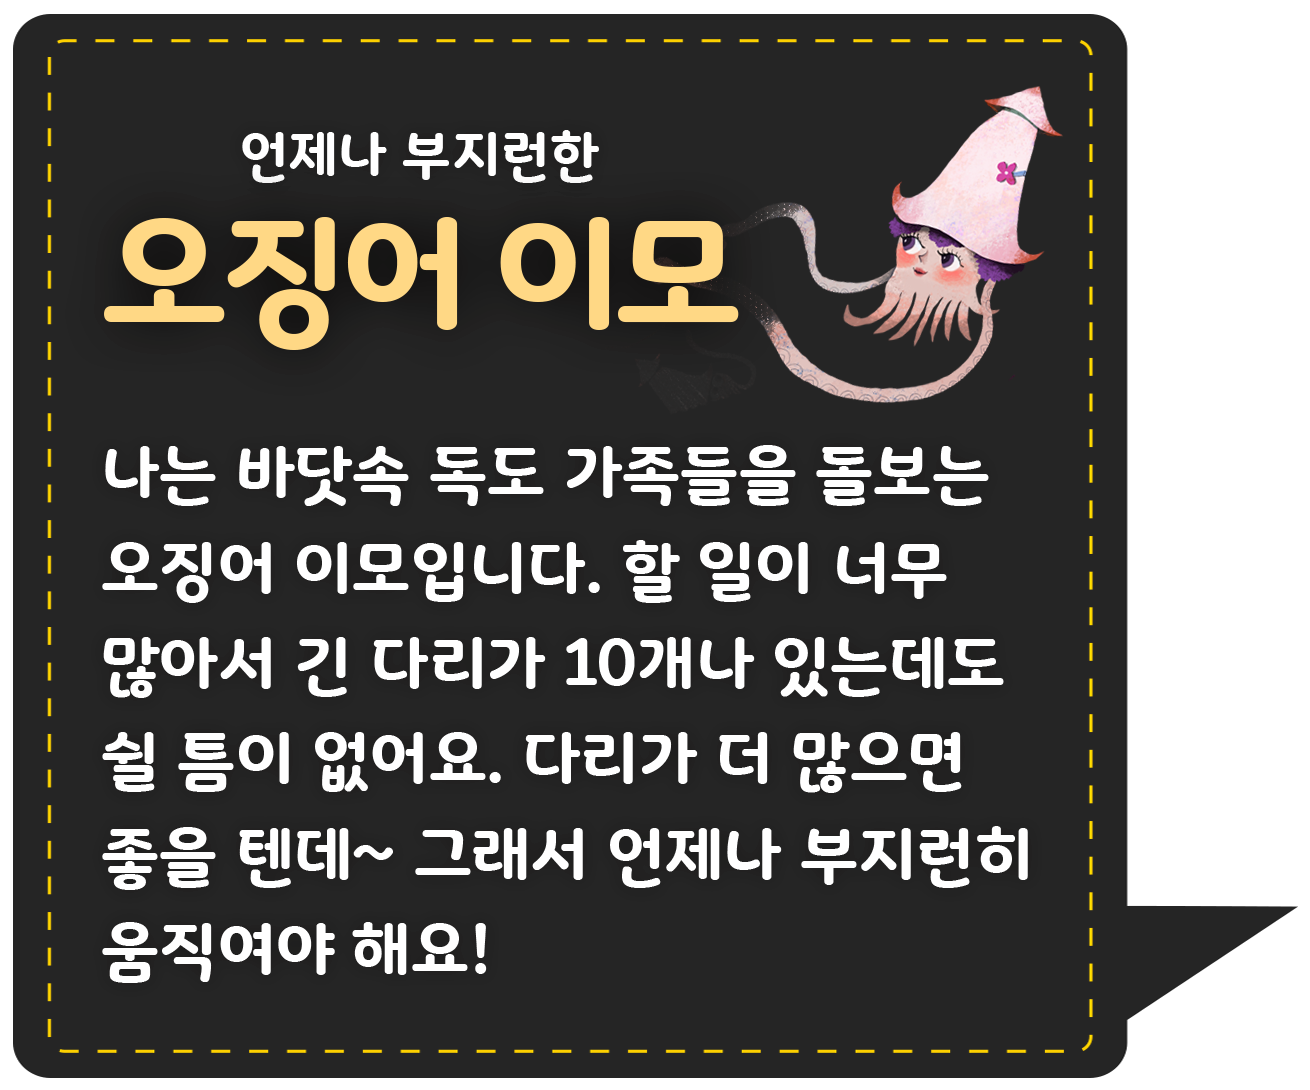 언제나 부지런한
오징어 이모
나는 바닷속 독도 가족들을 돌보는
오징어 이모입니다. 할 일이 너무
많아서 긴 다리가 10개나 있는데도
쉴 틈이 없어요. 다리가 더 많으면
좋을 텐데~ 그래서 언제나 부지런히
움직여야 해요!